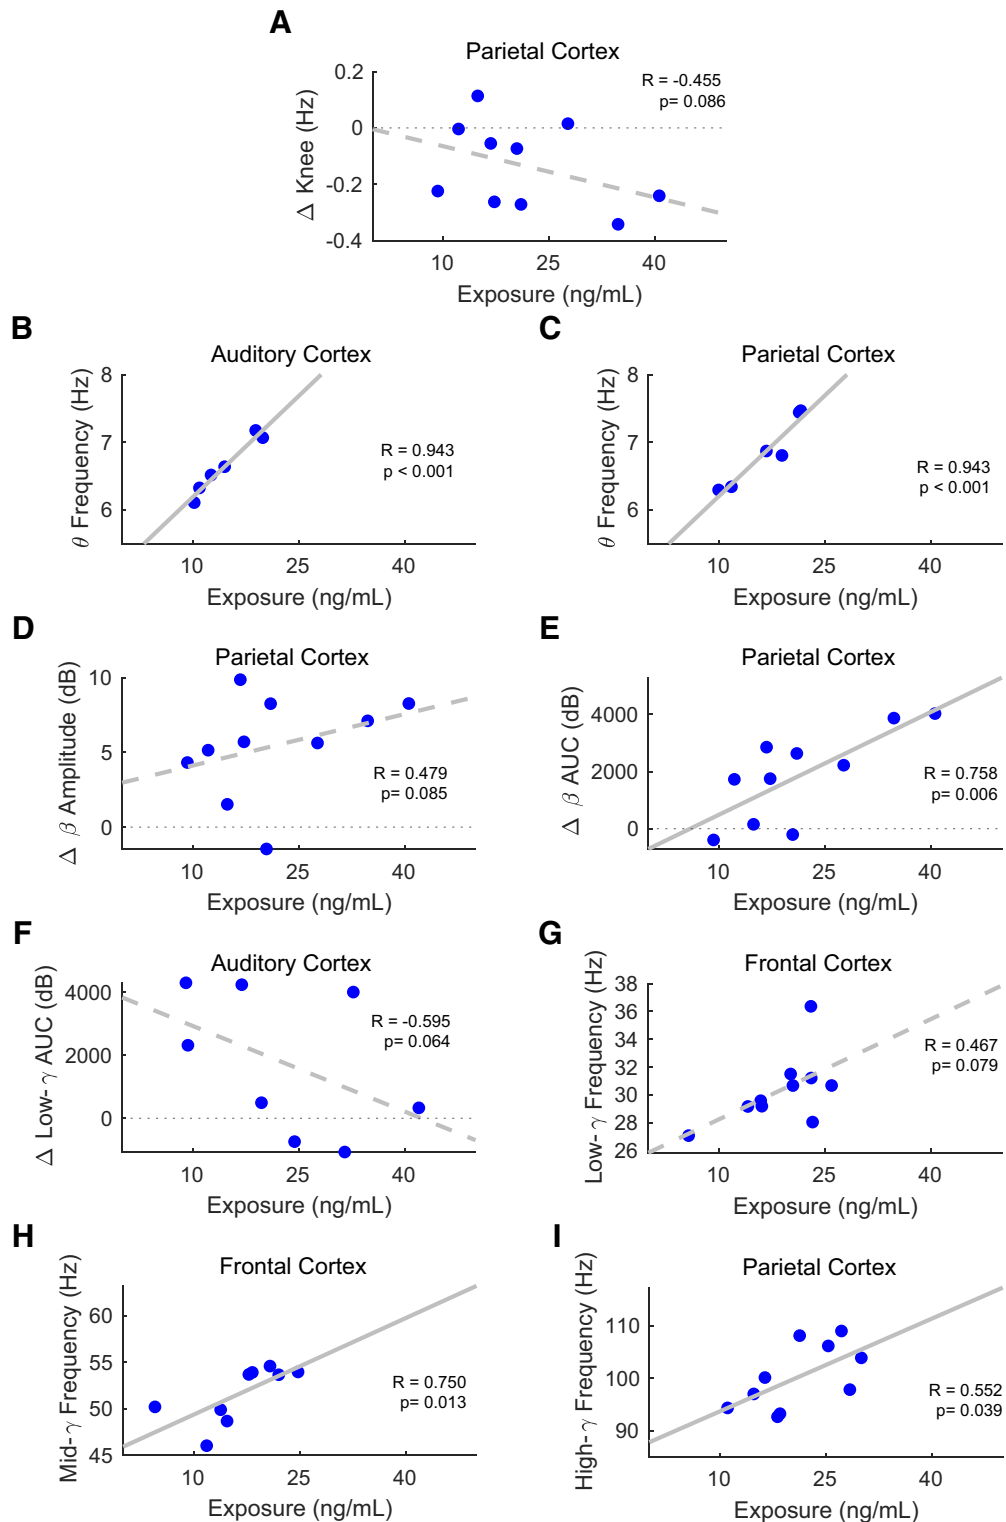 A
Parietal Cortex
R = -0.455
p= 0.086
Δ Knee (Hz)
0.2
0
-0.2
-0.4
10 25 40
Exposure (ng/mL)
B
Auditory Cortex
R = 0.943
p < 0.001
θ Frequency (Hz)
8
7
6
10 25 40
Exposure (ng/mL)
C
Parietal Cortex
R = 0.943
p < 0.001
θ Frequency (Hz)
8
7
6
10 25 40
Exposure (ng/mL)
D
Parietal Cortex
R = 0.479
p= 0.085
Δ β Amplitude (dB)
10
5
0
10 25 40
Exposure (ng/mL)
E
Parietal Cortex
R = 0.758
p= 0.006
Δ β AUC (dB)
4000
2000
0
10 25 40
Exposure (ng/mL)
F
Auditory Cortex
R = -0.595
p= 0.064
Δ Low-γ AUC (dB)
4000
2000
0
10 25 40
Exposure (ng/mL)
G
Frontal Cortex
R = 0.467
p= 0.079
Low-γ Frequency (Hz)
38
36
34
32
30
28
26
10 25 40
Exposure (ng/mL)
H
Frontal Cortex
R = 0.750
p= 0.013
Mid-γ Frequency (Hz)
60
55
50
45
10 25 40
Exposure (ng/mL)
I
Parietal Cortex
R = 0.552
p= 0.039
High-γ Frequency (Hz)
110
100
90
10 25 40
Exposure (ng/mL)